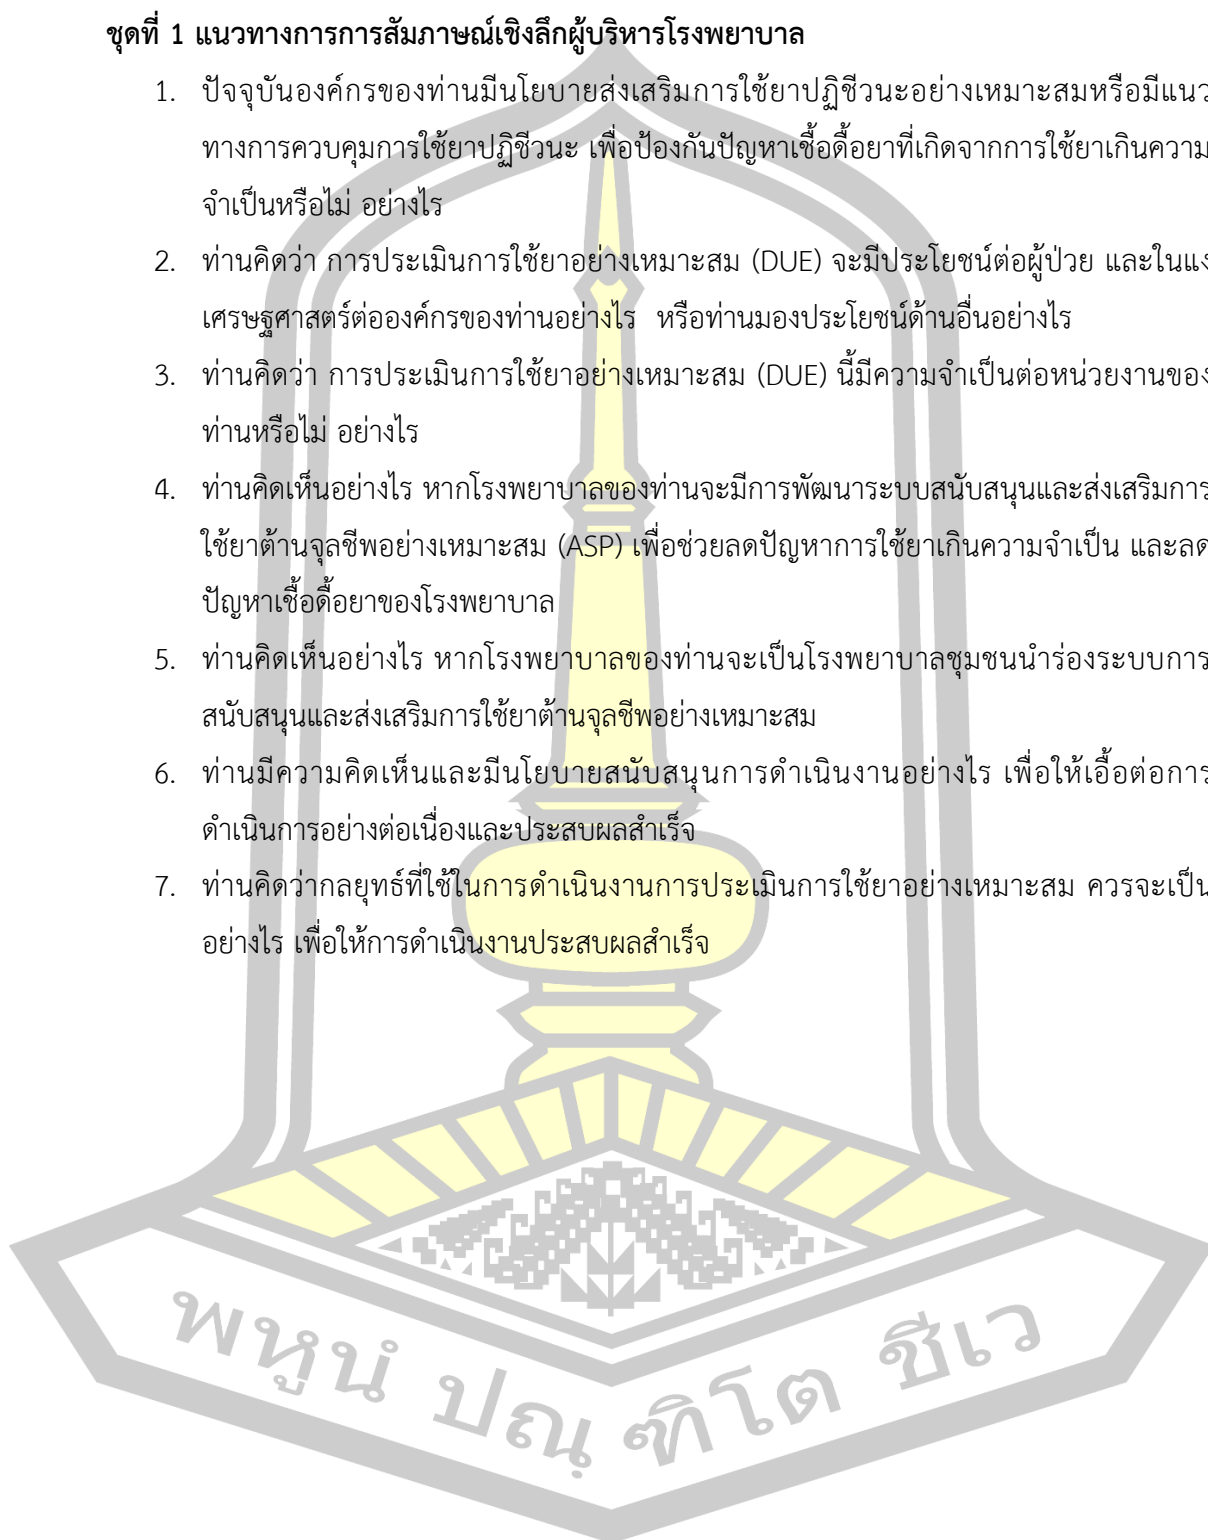 ชุดที่ 1 แนวทางการการสัมภาษณ์เชิงลึกผู้บริหารโรงพยาบาล
1. ปัจจุบันองค์กรของท่านมีนโยบายส่งเสริมการใช้ยาปฏิชีวนะอย่างเหมาะสมหรือมีแนว
ทางการควบคุมการใช้ยาปฏิชีวนะ เพื่อป้องกันปัญหาเชื้อดื้อยาที่เกิดจากการใช้ยาเกินความ
จำเป็นหรือไม่ อย่างไร
2. ท่านคิดว่า การประเมินการใช้ยาอย่างเหมาะสม (DUE) จะมีประโยชน์ต่อผู้ป่วย และในแง่
เศรษฐศาสตร์ต่อองค์กรของท่านอย่างไร หรือท่านมองประโยชน์ด้านอื่นอย่างไร
3. ท่านคิดว่า การประเมินการใช้ยาอย่างเหมาะสม (DUE) นี้มีความจำเป็นต่อหน่วยงานของ
ท่านหรือไม่ อย่างไร
4. ท่านคิดเห็นอย่างไร หากโรงพยาบาลของท่านจะมีการพัฒนาระบบสนับสนุนและส่งเสริมการ
ใช้ยาต้านจุลชีพอย่างเหมาะสม (ASP) เพื่อช่วยลดปัญหาการใช้ยาเกินความจำเป็น และลด
ปัญหาเชื้อดื้อยาของโรงพยาบาล
5. ท่านคิดเห็นอย่างไร หากโรงพยาบาลของท่านจะเป็นโรงพยาบาลชุมชนนำร่องระบบการ
สนับสนุนและส่งเสริมการใช้ยาต้านจุลชีพอย่างเหมาะสม
6. ท่านมีความคิดเห็นและมีนโยบายสนับสนุนการดำเนินงานอย่างไร เพื่อให้เอื้อต่อการ
ดำเนินการอย่างต่อเนื่องและประสบผลสำเร็จ
7. ท่านคิดว่ากลยุทธ์ที่ใช้ในการดำเนินงานการประเมินการใช้ยาอย่างเหมาะสม ควรจะเป็น
อย่างไร เพื่อให้การดำเนินงานประสบผลสำเร็จ
พหูนํ ปณฺ ฑิโต ชีเว